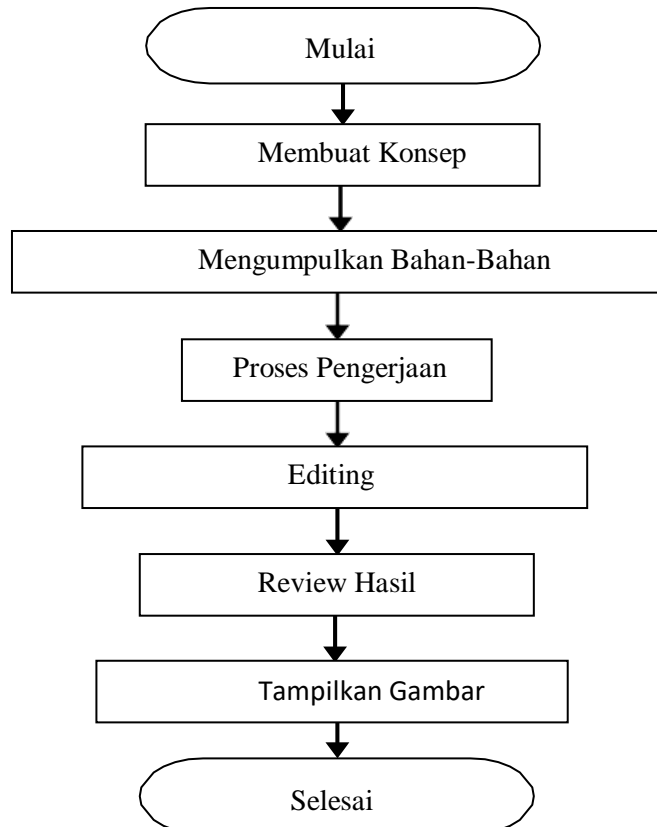 Mulai
Membuat Konsep
Mengumpulkan Bahan-Bahan
Proses Pengerjaan
Editing
Review Hasil
Tampilkan Gambar
Selesai